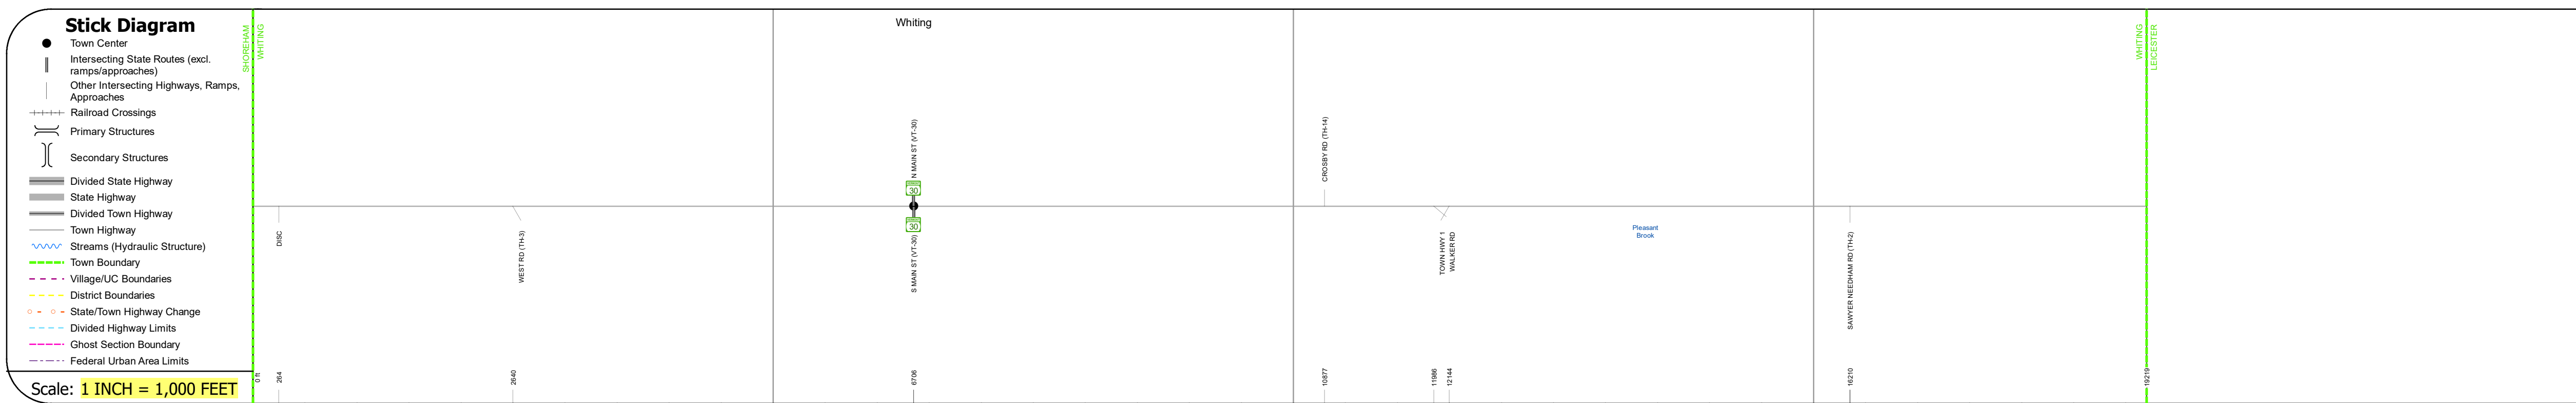 Stick Diagram
Town Center
Intersecting State Routes (excl.
ramps/approaches)
Other Intersecting Highways, Ramps,
Approaches
Railroad Crossings
Primary Structures
Secondary Structures
Divided State Highway
State Highway
Divided Town Highway
Town Highway
Streams (Hydraulic Structure)
Town Boundary
Village/UC Boundaries
District Boundaries
State/Town Highway Change
Divided Highway Limits
Ghost Section Boundary
Federal Urban Area Limits
Scale: 1 INCH = 1,000 FEET
SHOREHAM
WHITING
Whiting
WHITING
LEICESTER
N MAIN ST (VT-30)
CROSBY RD (TH-14)
30
30
DISC
WEST RD (TH-3)
S MAIN ST (VT-30)
TOWN HWY 1
WALKER RD
Pleasant
Brook
SAWYER NEEDHAM RD (TH-2)
0 ft
264
2640
6706
10877
11986
12144
16210
19219